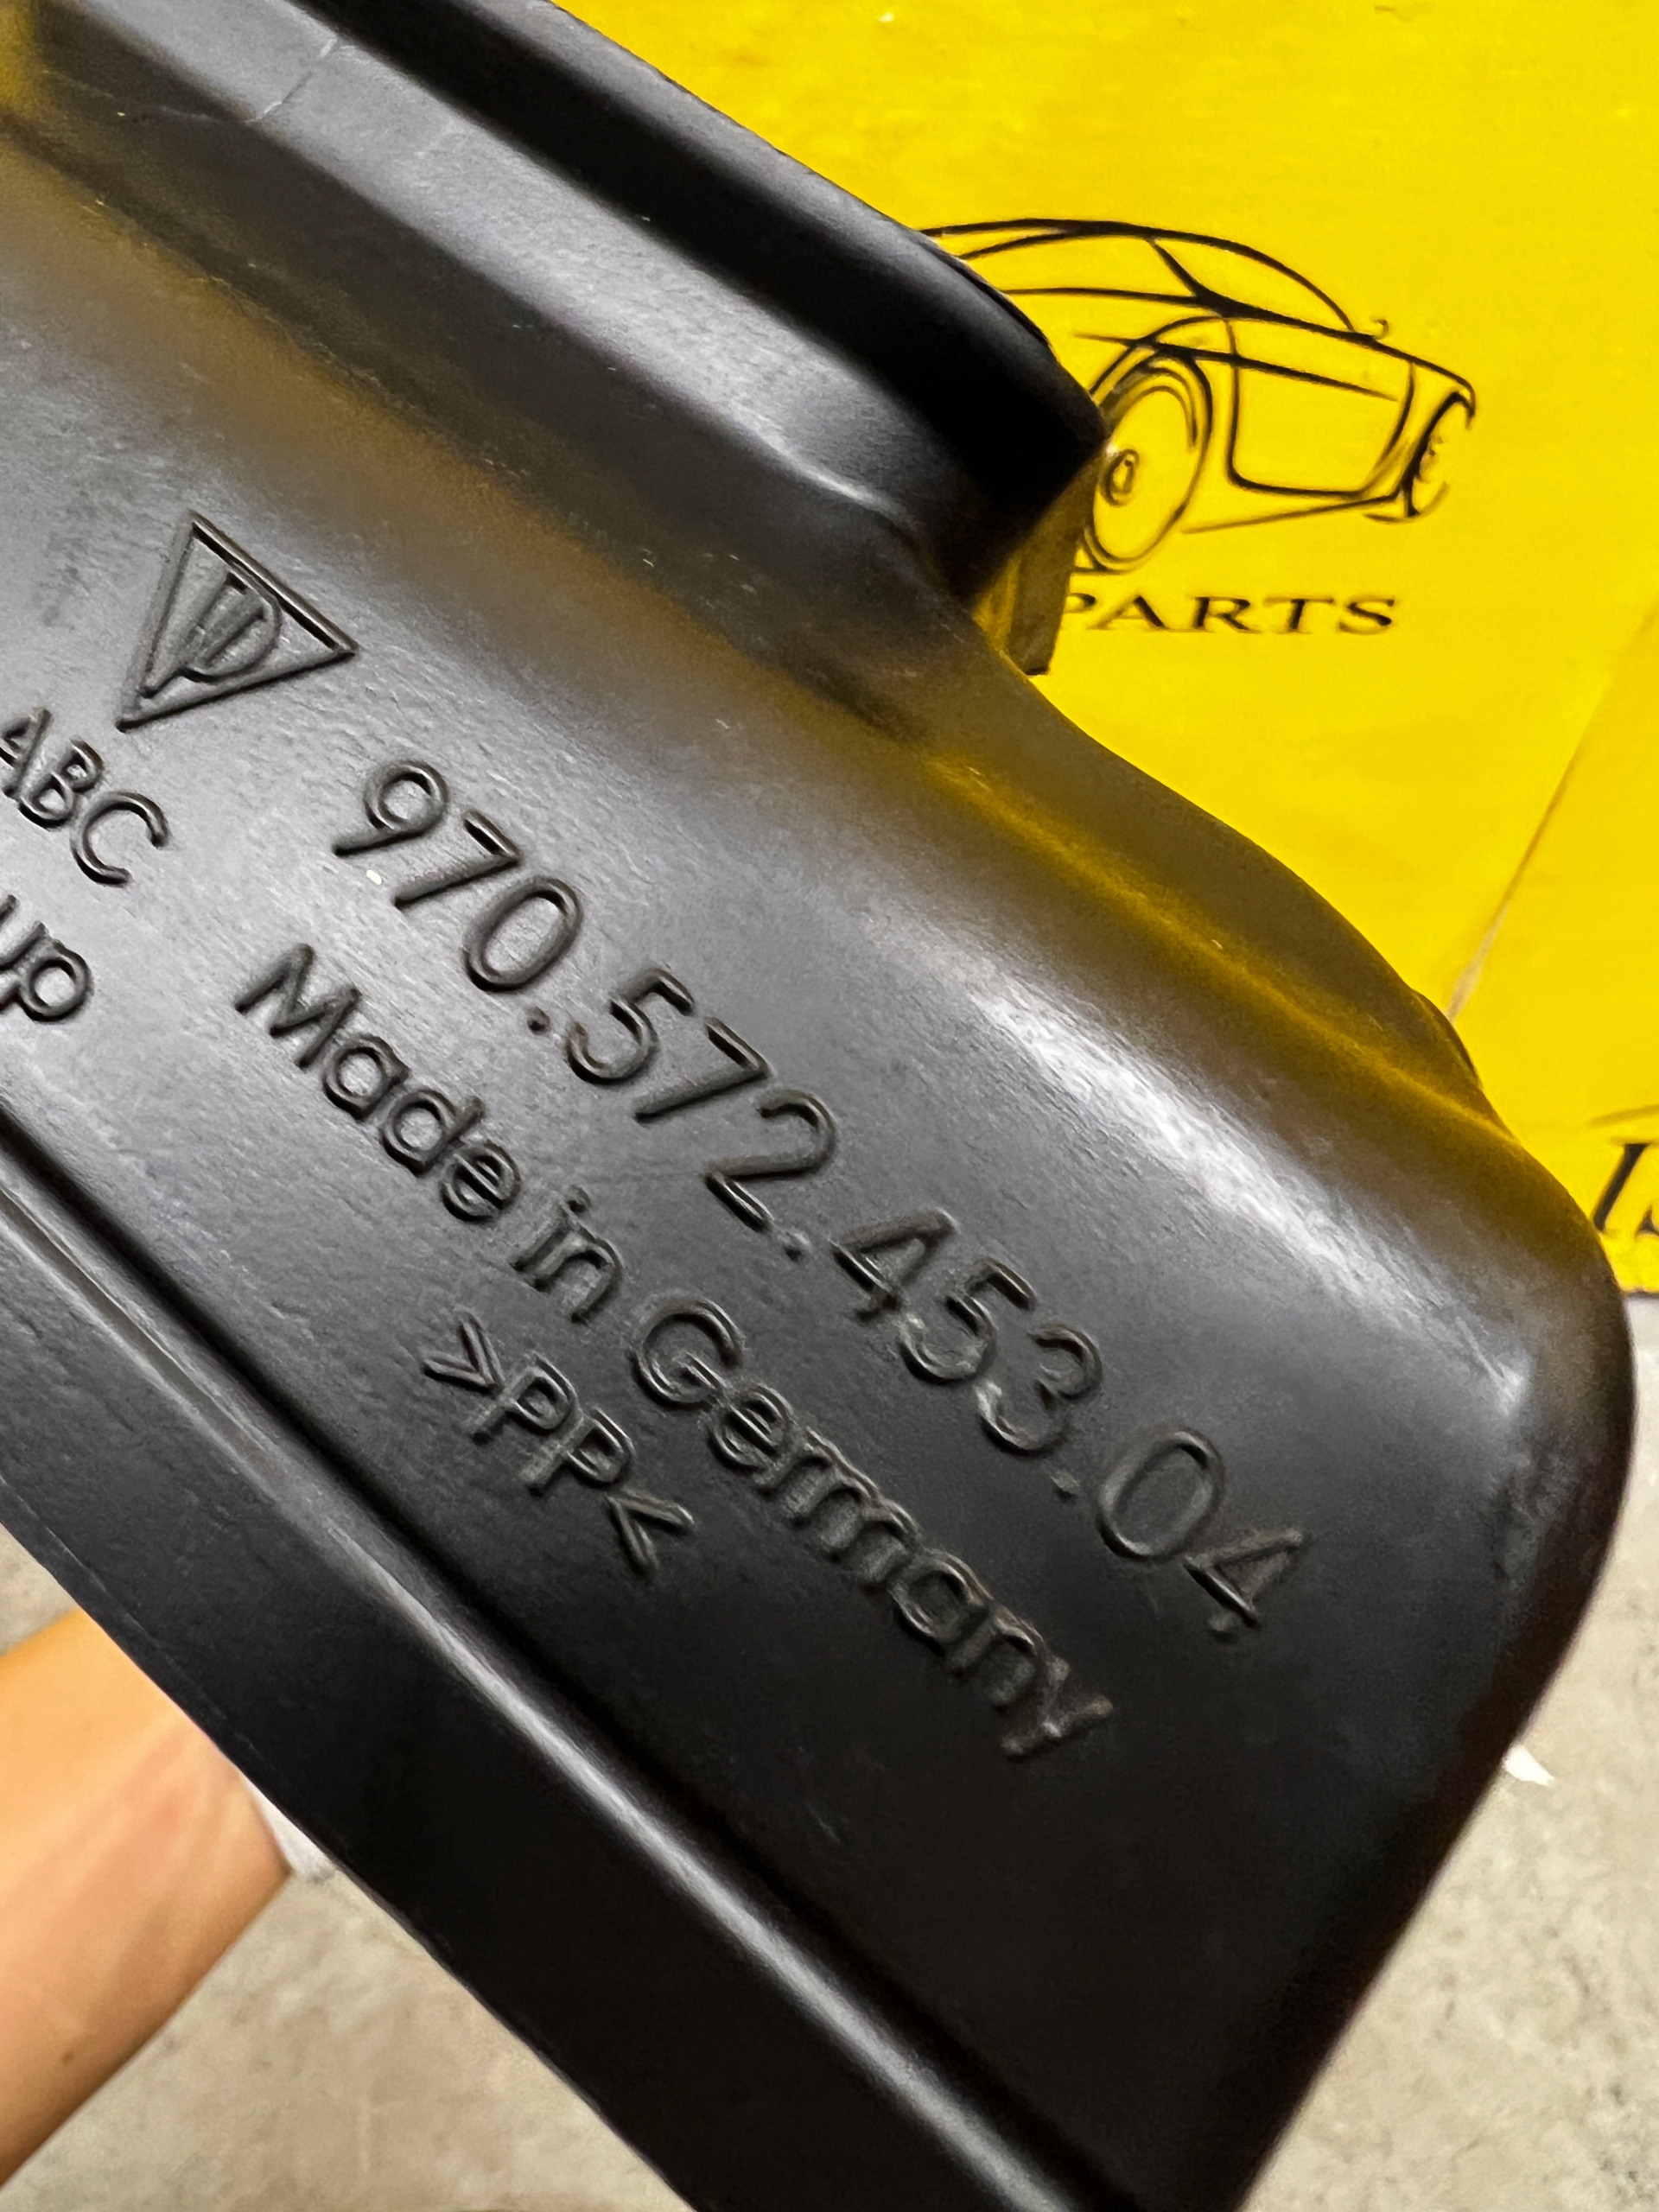 970.572.453.04
ABC
Made in Germany
up
>PP<
PARTS